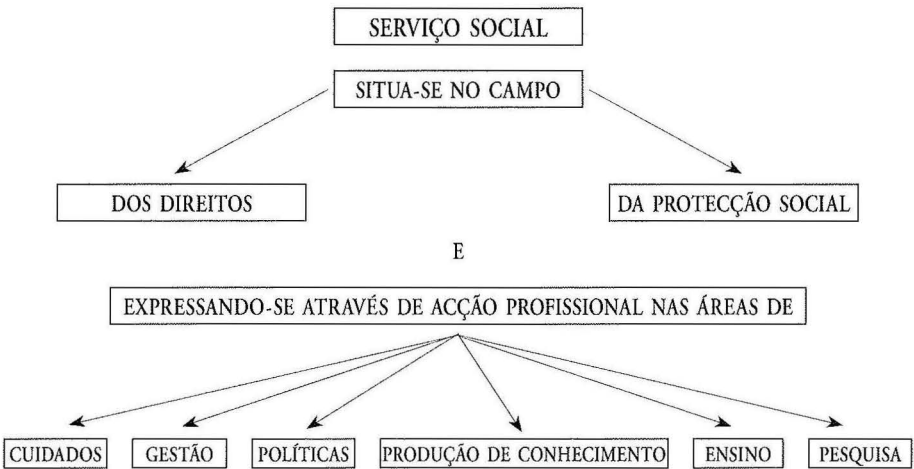 SERVIÇO SOCIAL
SITUA-SE NO CAMPO
DOS DIREITOS
DA PROTECÇÃO SOCIAL
E
EXPRESSANDO-SE ATRAVÉS DE ACÇÃO PROFISSIONAL NAS ÁREAS DE
CUIDADOS
GESTÃO
POLÍTICAS
PRODUÇÃO DE CONHECIMENTO
ENSINO
PESQUISA